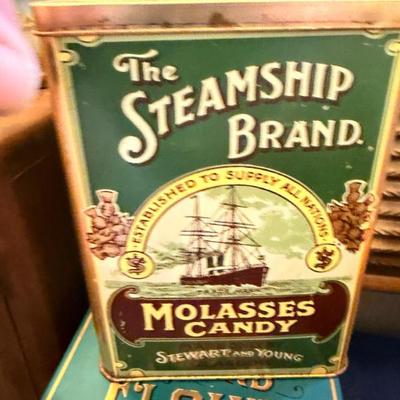 The
STEAMSHIP
BRAND.
ESTABLISHED TO SUPPLY ALL NATIONS
MOLASSES
CANDY
STEWART AND YOUNG